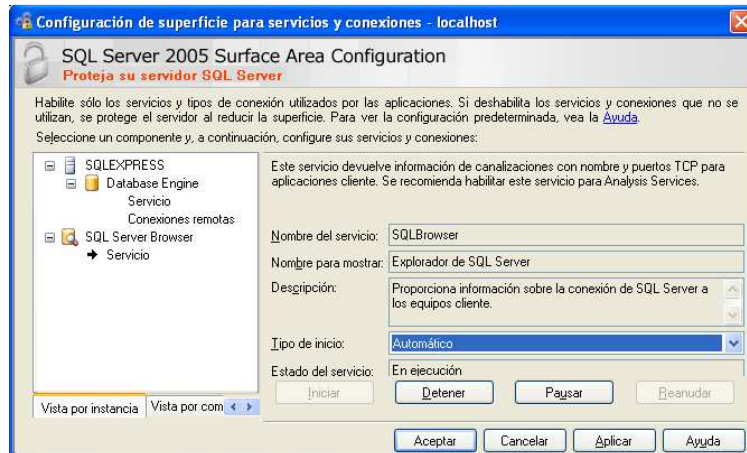 Configuración de superficie para servicios y conexiones - localhost
SQL Server 2005 Surface Area Configuration
Proteja su servidor SQL Server
Habilite sólo los servicios y tipos de conexión utilizados por las aplicaciones. Si deshabilita los servicios y conexiones que no se
utilizan, se protege el servidor al reducir la superficie. Para ver la configuración predeterminada, vea la Ayuda.
Seleccione un componente y, a continuación, configure sus servicios y conexiones:
SQLEXPRESS
Database Engine
Servicio
Conexiones remotas
SQL Server Browser
Servicio
Vista por instancia
Vista por com
Este servicio devuelve información de canalizaciones con nombre y puertos TCP para
aplicaciones cliente. Se recomienda habilitar este servicio para Analysis Services.
Nombre del servicio: SQLBrowser
Nombre para mostrar: Explorador de SQL Server
Descripción: Proporciona información sobre la conexión de SQL Server a
los equipos cliente.
Tipo de inicio: Automático
Estado del servicio: En ejecución
Iniciar Detener Pausar Reanudar
Aceptar Cancelar Aplicar Ayuda